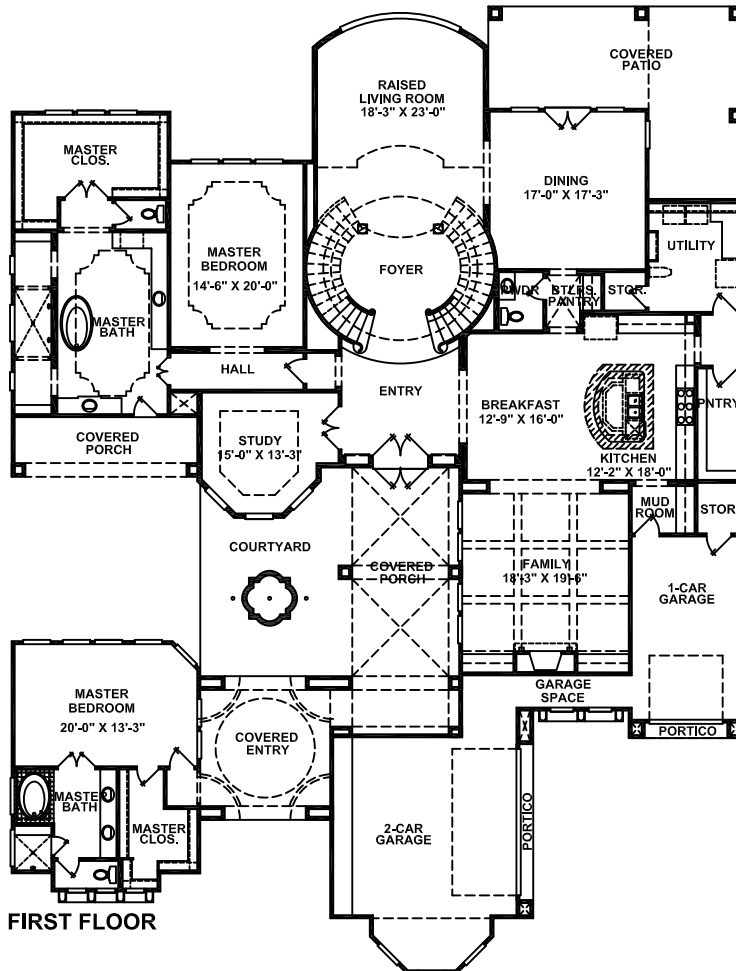 COVERED
PATIO
RAISED
LIVING ROOM
18'-3" X 23'-0"
MASTER
CLOS.
DINING
17'-0" X 17'-3"
UTILITY
MASTER
BEDROOM
14'-6" X 20'-0"
FOYER
PWDR
BTLRS
PANTRY
STOR.
MASTER
BATH
HALL
ENTRY
BREAKFAST
12'-9" X 16'-0"
PNTRY
COVERED
PORCH
STUDY
15'-0" X 13'-3"
KITCHEN
12'-2" X 18'-0"
MUD
ROOM
STOR
COURTYARD
COVERED
PORCH
FAMILY
18'-3" X 19'-6"
1-CAR
GARAGE
MASTER
BEDROOM
20'-0" X 13'-3"
GARAGE
SPACE
PORTICO
COVERED
ENTRY
MASTE
BATH
MASTER
CLOS.
2-CAR
GARAGE
PORTICO
FIRST FLOOR